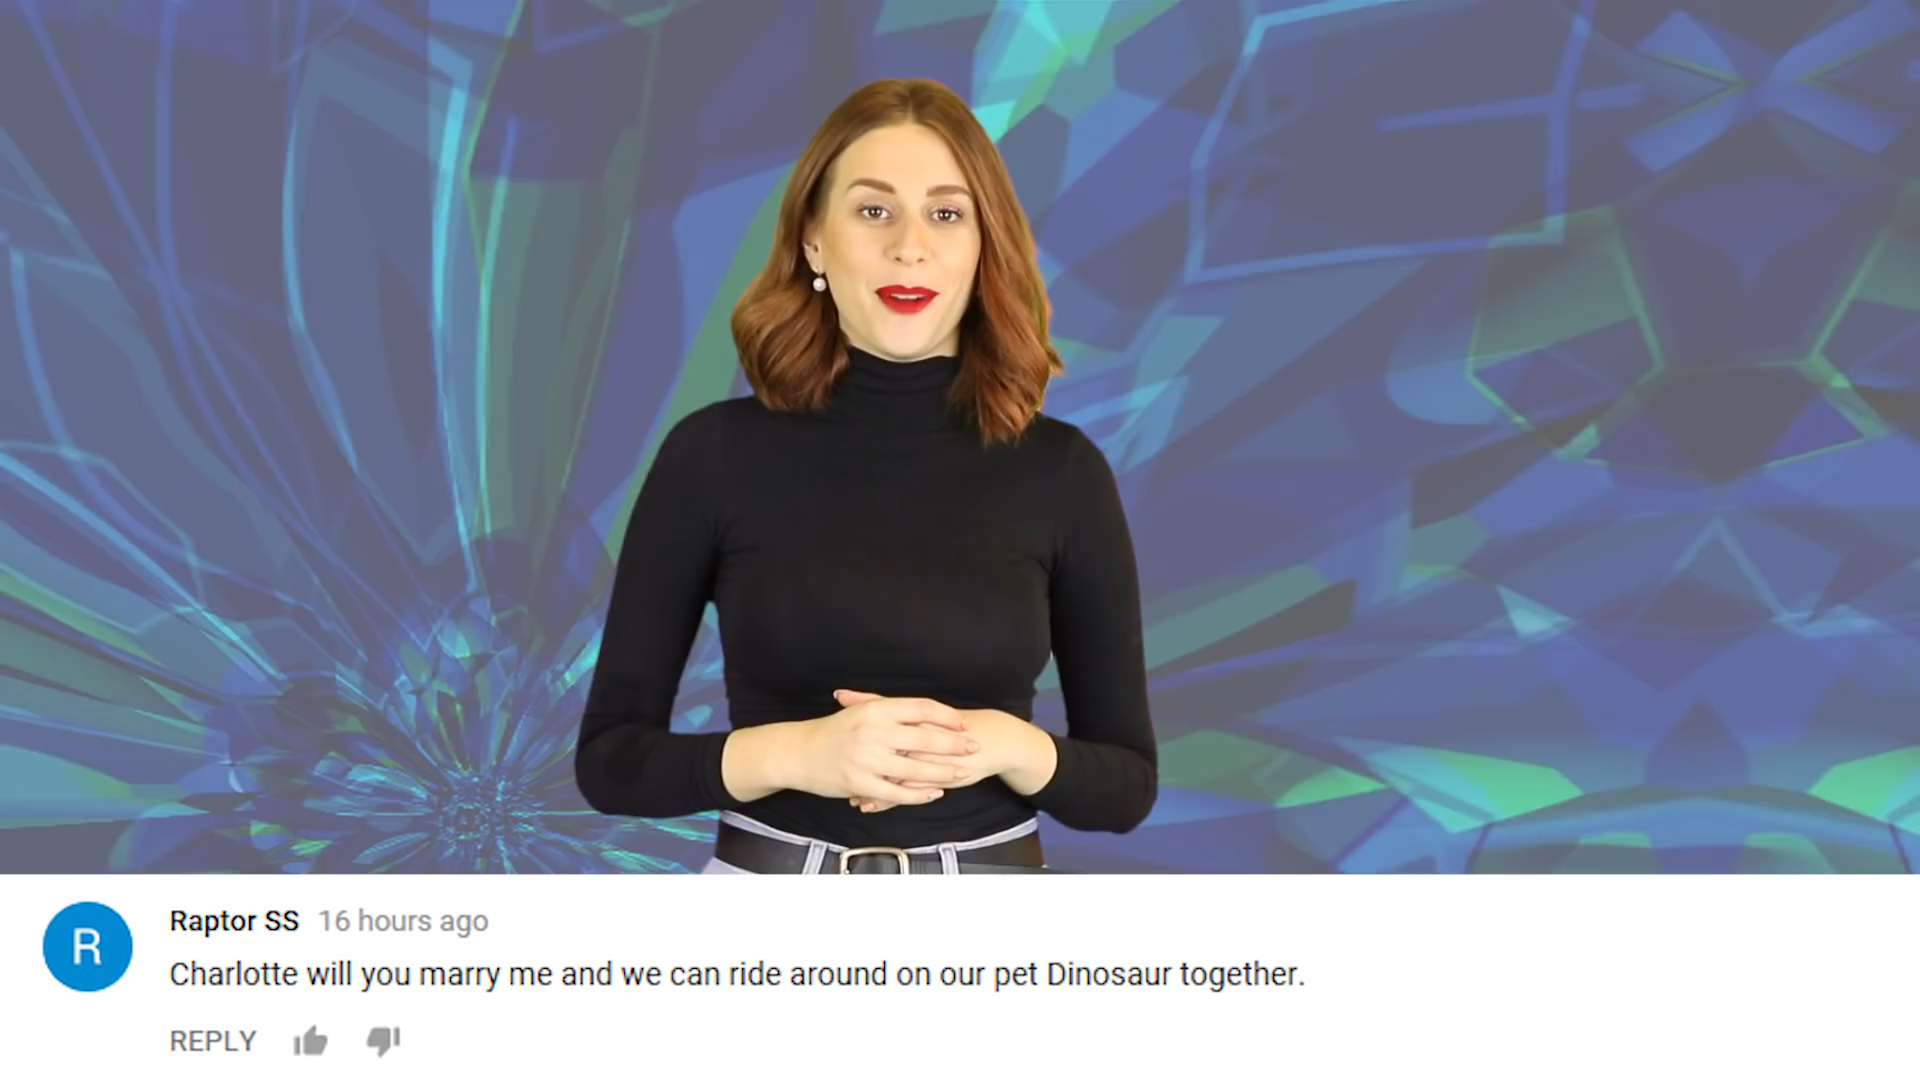 R
Raptor SS 16 hours ago
Charlotte will you marry me and we can ride around on our pet Dinosaur together.
REPLY